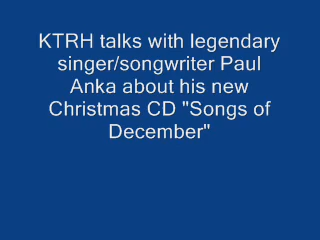 KTRH talks with legendary
singer/songwriter Paul
Anka about his new
Christmas CD "Songs of
December"